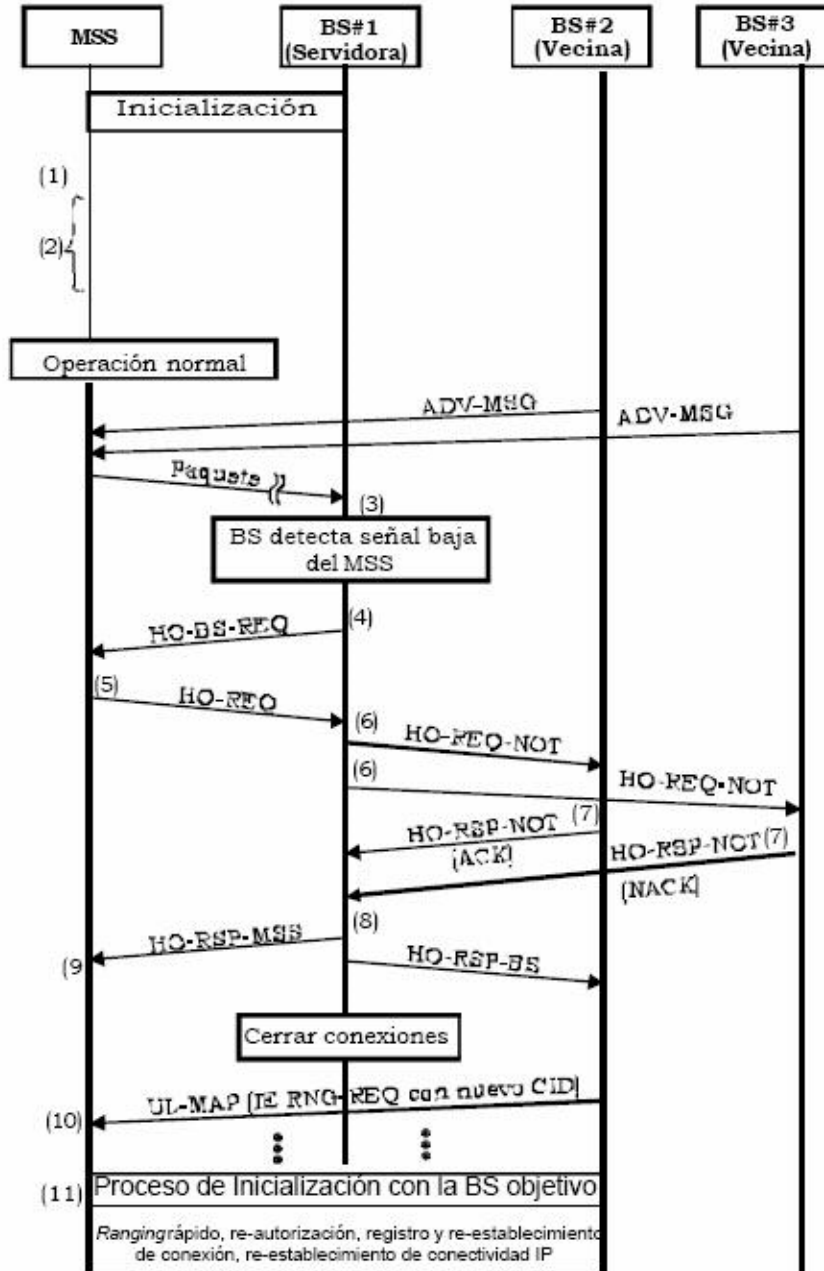 MSS
BS#1
(Servidora)
BS#2
(Vecina)
BS#3
(Vecina)
Inicialización
(1)
(2)
Operación normal
ADV-MSG
ADV-MSG
Paquete
(3)
BS detecta señal baja
del MSS
(4)
HO-BS-REQ
(5)
HO-REQ
(6)
HO-REQ-NOT
(6)
HO-REQ-NOT
(7)
HO-RSP-NOT
(ACK)
HO-RSP-NOT
(7)
(NACK)
(8)
HO-RSP-MSS
(9
HO-RSP-BS
Cerrar conexiones
UL-MAP (IE RNG-REQ con nuevo CID)
(10)
(11)
Proceso de Inicialización con la BS objetivo
Rangingrápido, re-autorización, registro y re-establecimiento
de conexión, re-establecimiento de conectividad IP